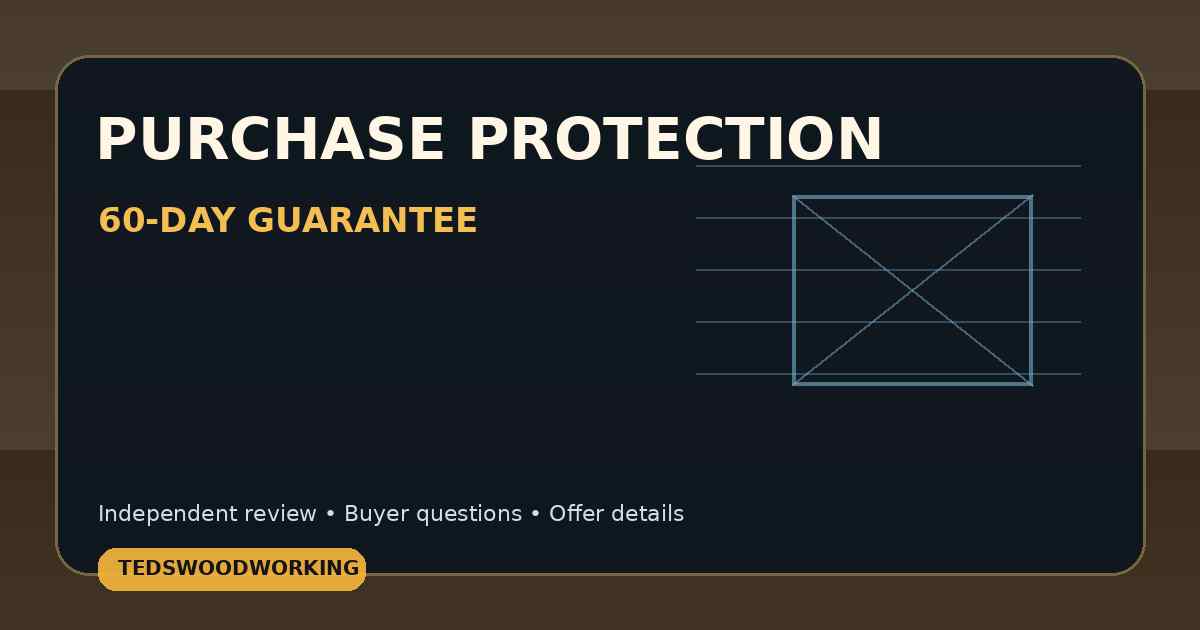 PURCHASE PROTECTION
60-DAY GUARANTEE
Independent review • Buyer questions • Offer details
TEDSWOODWORKING